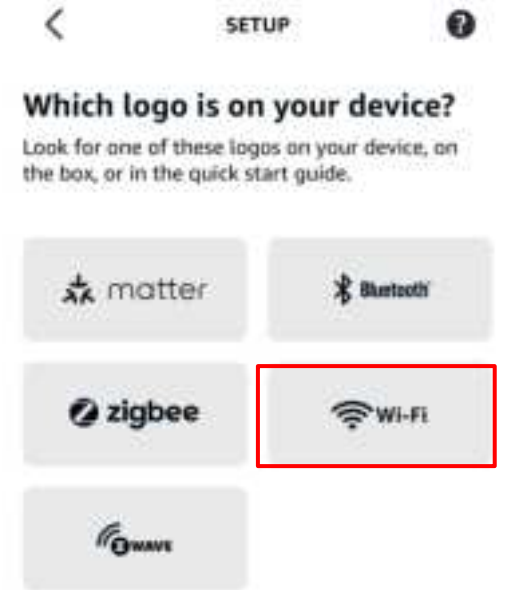 SETUP
?
Which logo is on your device?
Look for one of these logos on your device, on
the box, or in the quick start guide.
matter
Bluetooth
zigbee
Wi-Fi
WAVE